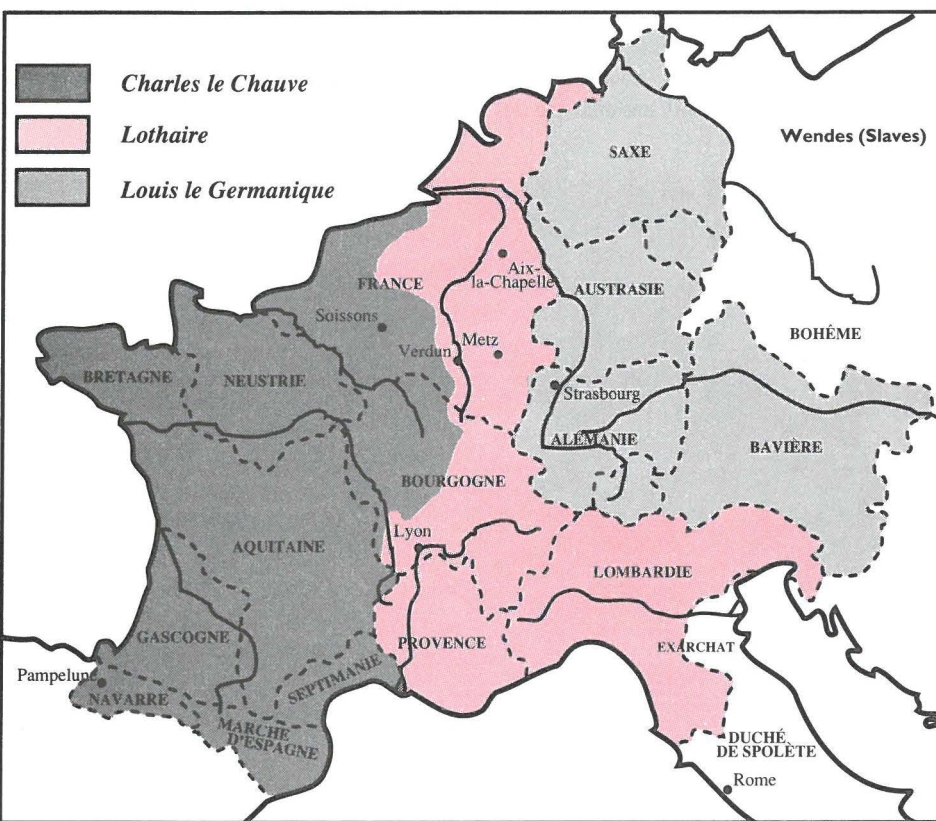 Charles le Chauve
Lothaire
Louis le Germanique
Wendes (Slaves)
SAXE
Aix-
la-Chapelle
FRANCE
AUSTRASIE
Soissons
BOHÊME
Verdun
Metz
BRETAGNE
NEUSTRIE
Strasbourg
ALÉMANIE
BAVIÈRE
BOURGOGNE
Lyon
AQUITAINE
LOMBARDIE
GASCOGNE
PROVENCE
EXARCHAT
Pampelune
NAVARRE
SEPTIMANIE
MARCHE
D'ESPAGNE
DUCHÉ
DE SPOLÈTE
Rome